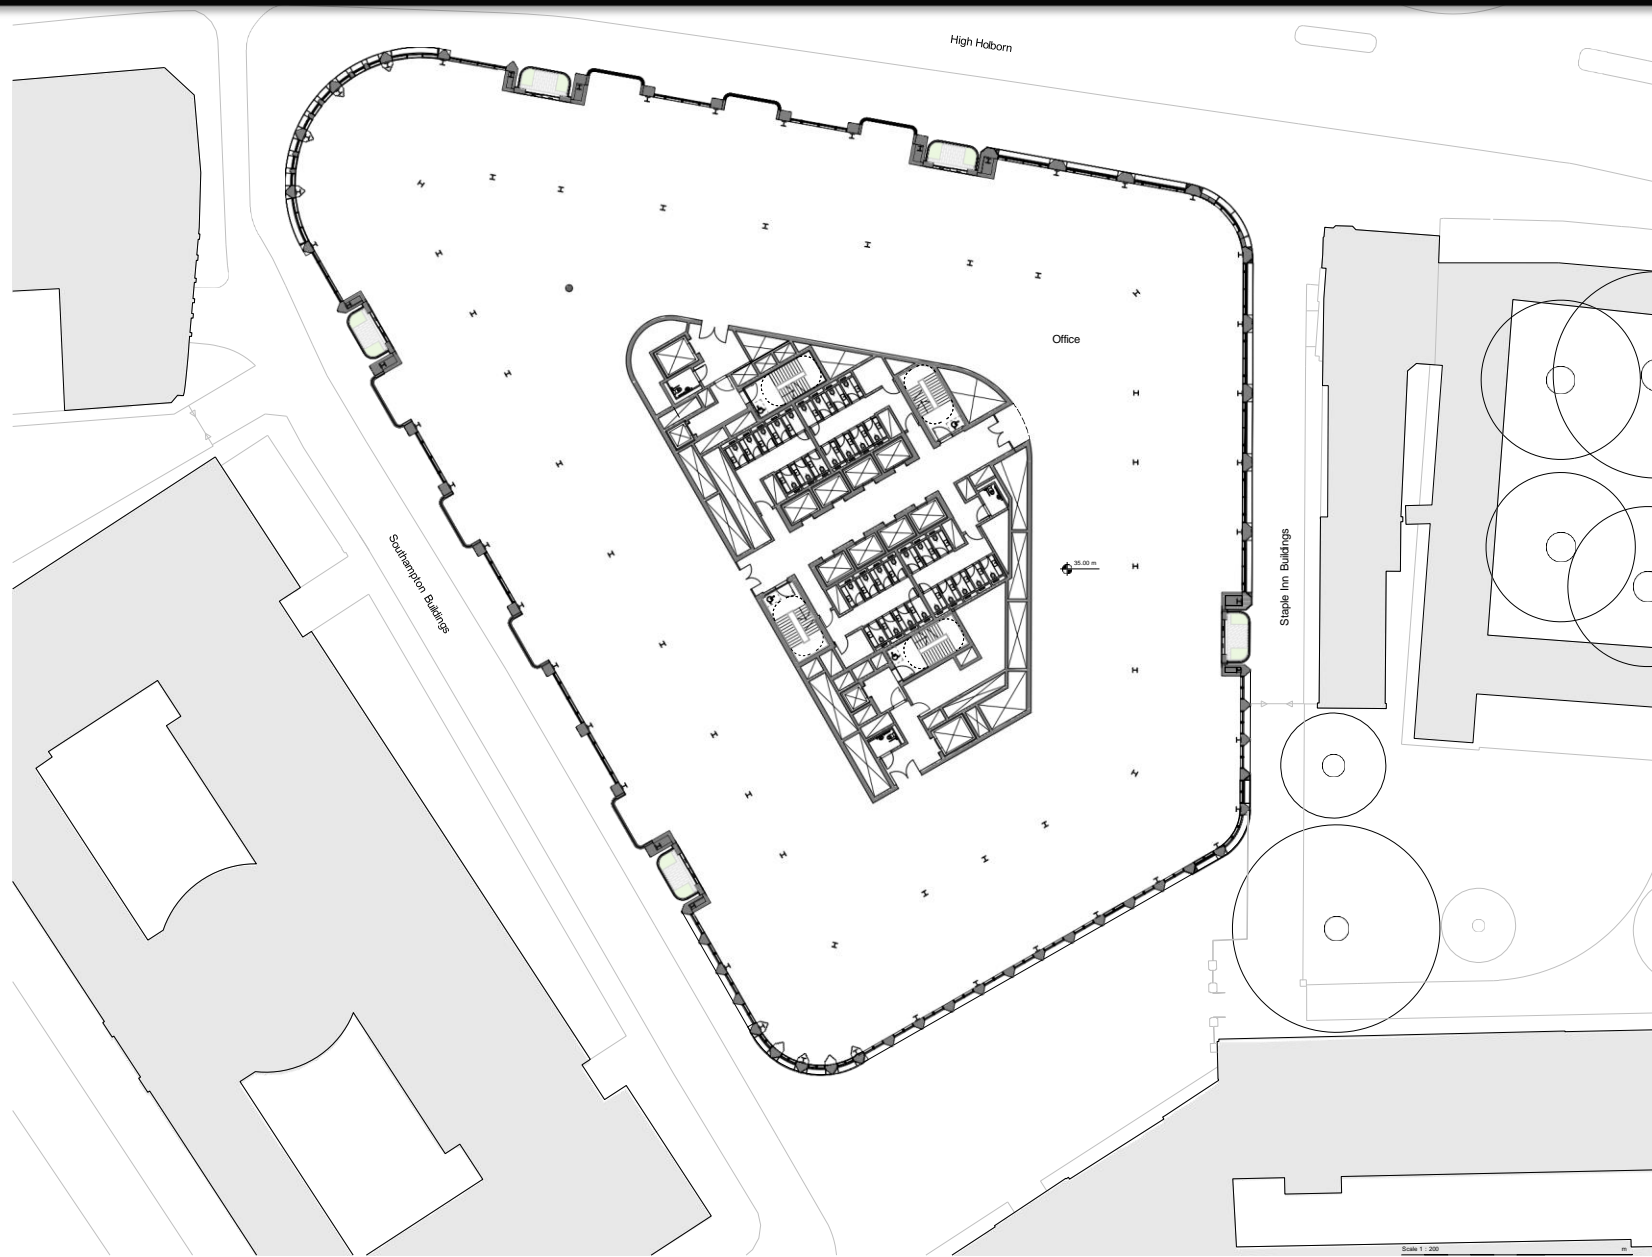 High Holborn
Office
Southampton Buildings
Staple Inn Buildings
35.00 m
Scale 1 : 200
m